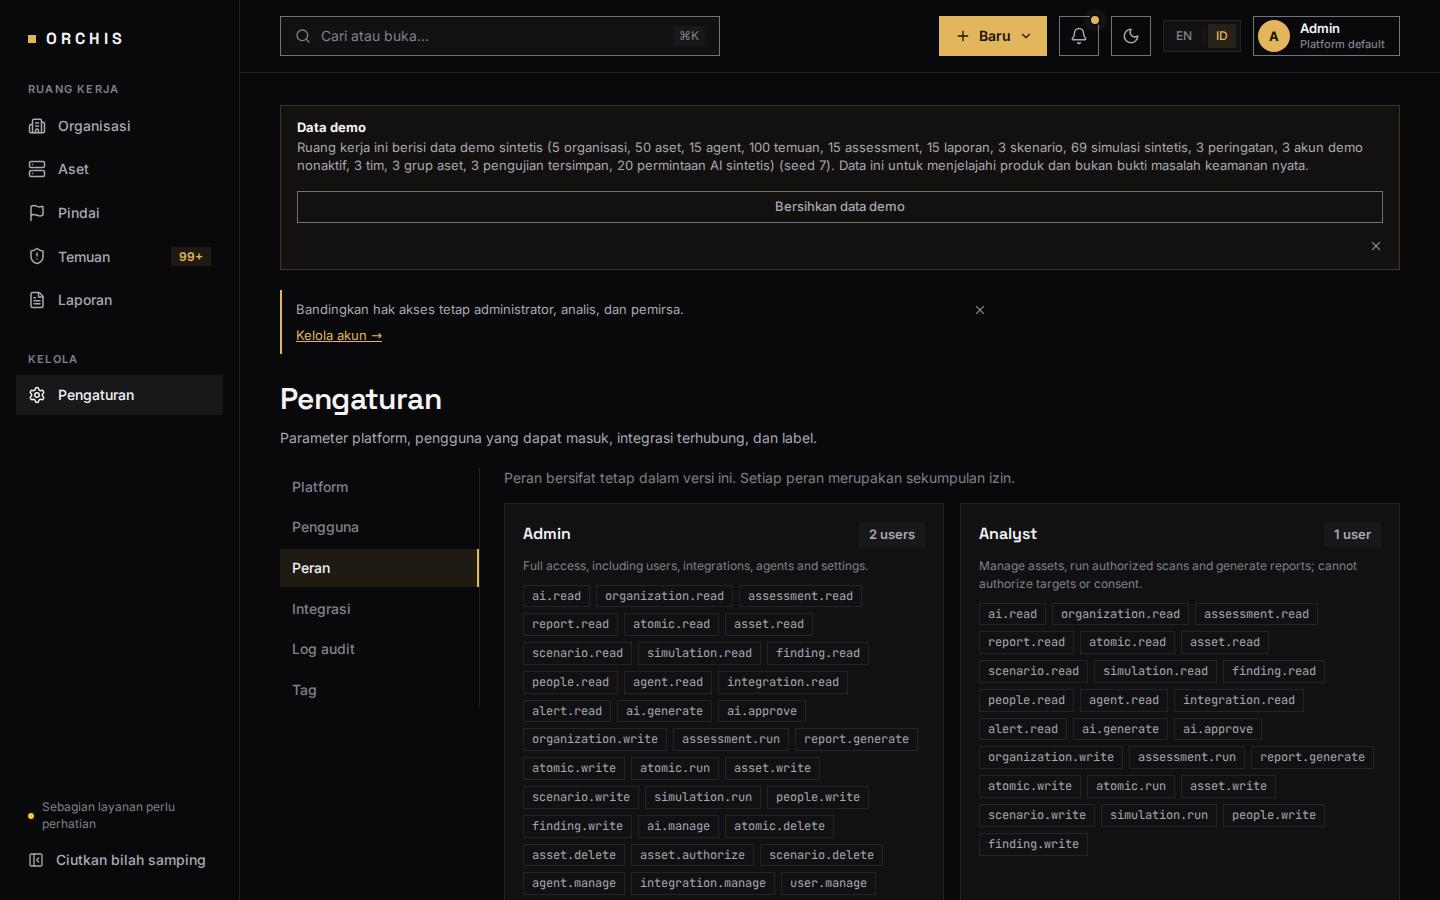 ORCHIS
RUANG KERJA
Organisasi
Aset
Pindai
Temuan 99+
Laporan
KELOLA
Pengaturan
Sebagian layanan perlu
perhatian
Ciutkan bilah samping
Cari atau buka... ⌘K
+ Baru
EN ID
A
Admin
Platform default
Data demo
Ruang kerja ini berisi data demo sintetis (5 organisasi, 50 aset, 15 agent, 100 temuan, 15 assessment, 15 laporan, 3 skenario, 69 simulasi sintetis, 3 peringatan, 3 akun demo
nonaktif, 3 tim, 3 grup aset, 3 pengujian tersimpan, 20 permintaan AI sintetis) (seed 7). Data ini untuk menjelajahi produk dan bukan bukti masalah keamanan nyata.
Bersihkan data demo
Bandingkan hak akses tetap administrator, analis, dan pemirsa.
Kelola akun →
Pengaturan
Parameter platform, pengguna yang dapat masuk, integrasi terhubung, dan label.
Platform
Pengguna
Peran
Integrasi
Log audit
Tag
Peran bersifat tetap dalam versi ini. Setiap peran merupakan sekumpulan izin.
Admin 2 users
Full access, including users, integrations, agents and settings.
ai.read organization.read assessment.read
report.read atomic.read asset.read
scenario.read simulation.read finding.read
people.read agent.read integration.read
alert.read ai.generate ai.approve
organization.write assessment.run report.generate
atomic.write atomic.run asset.write
scenario.write simulation.run people.write
finding.write ai.manage atomic.delete
asset.delete asset.authorize scenario.delete
agent.manage integration.manage user.manage
Analyst 1 user
Manage assets, run authorized scans and generate reports; cannot
authorize targets or consent.
ai.read organization.read assessment.read
report.read atomic.read asset.read
scenario.read simulation.read finding.read
people.read agent.read integration.read
alert.read ai.generate ai.approve
organization.write assessment.run report.generate
atomic.write atomic.run asset.write
scenario.write simulation.run people.write
finding.write